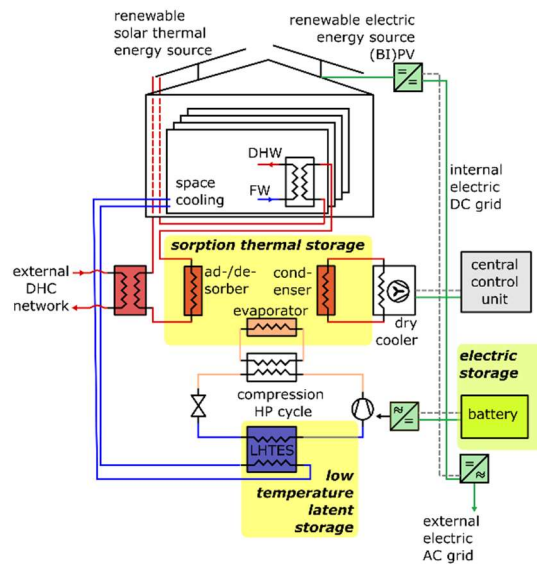 renewable
solar thermal
energy source
renewable electric
energy source
(BI)PV
=
=
DHW
FW
space
cooling
internal
electric
DC grid
sorption thermal storage
external
DHC
network
ad-/de-
sorber
cond-
enser
evaporator
dry
cooler
central
control
unit
compression
HP cycle
electric
storage
≈
=
battery
LHTES
low
temperature
latent
storage
=
≈
external
electric
AC grid